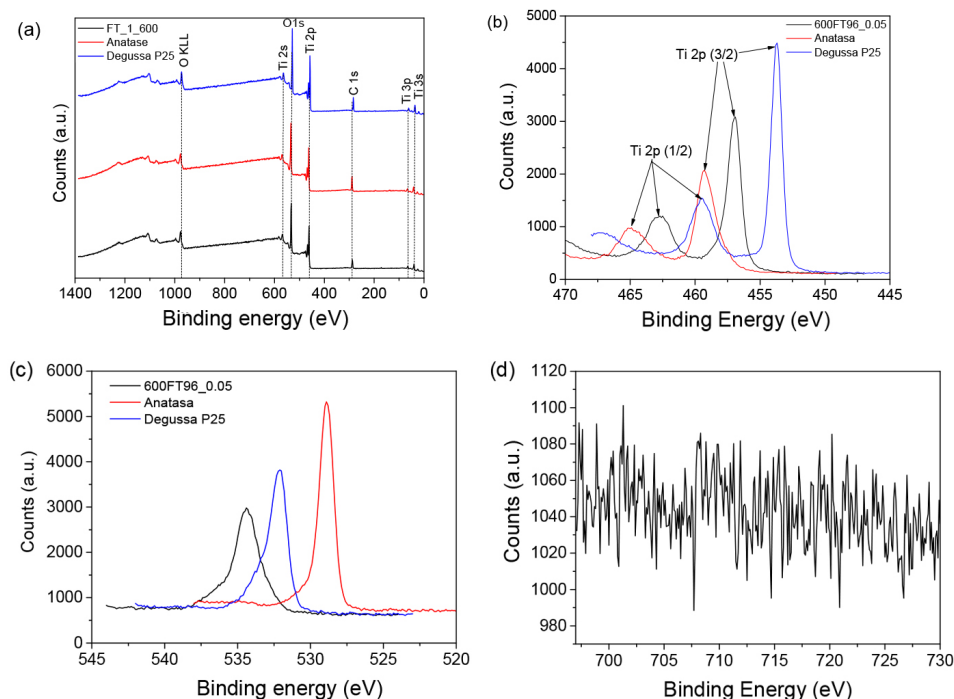 (a)
FT_1_600
Anatase
Degussa P25
O KLL
Ti 2s
O1s
Ti 2p
C 1s
Ti 3p
Ti 3s
Counts (a.u.)
1400 1200 1000 800 600 400 200 0
Binding energy (eV)
(b)
600FT96_0.05
Anatasa
Degussa P25
Ti 2p (3/2)
Ti 2p (1/2)
Counts (a.u.)
5000
4000
3000
2000
1000
0
470 465 460 455 450 445
Binding Energy (eV)
(c)
600FT96_0.05
Anatasa
Degussa P25
Counts (a.u.)
6000
5000
4000
3000
2000
1000
0
545 540 535 530 525 520
Binding energy (eV)
(d)
Counts (a.u.)
1120
1100
1080
1060
1040
1020
1000
980
700 705 710 715 720 725 730
Binding Energy (eV)